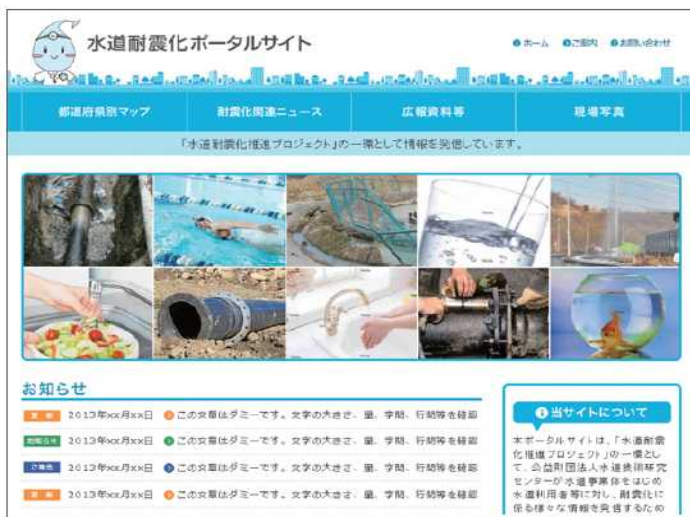 水道耐震化ポータルサイト
ホーム ご案内 お問い合わせ
都道府県別マップ 耐震化関連ニュース 広報資料等 現場写真
「水道耐震化推進プロジェクト」の一環として情報を発信しています。
お知らせ
2013年xx月xx日 この文章はダミーです。文字の大きさ、量、字間、行間等を確認
お知らせ 2013年xx月xx日 この文章はダミーです。文字の大きさ、量、字間、行間等を確認
ご報告 2013年xx月xx日 この文章はダミーです。文字の大きさ、量、字間、行間等を確認
2013年xx月xx日 この文章はダミーです。文字の大きさ、量、字間、行間等を確認
当サイトについて
本ポータルサイトは、「水道耐震
化推進プロジェクト」の一環とし
て、公益財団法人水道技術研究
センターが水道事業体をはじめ
水道利用者等に対し、耐震化に
係る様々な情報を発信するため